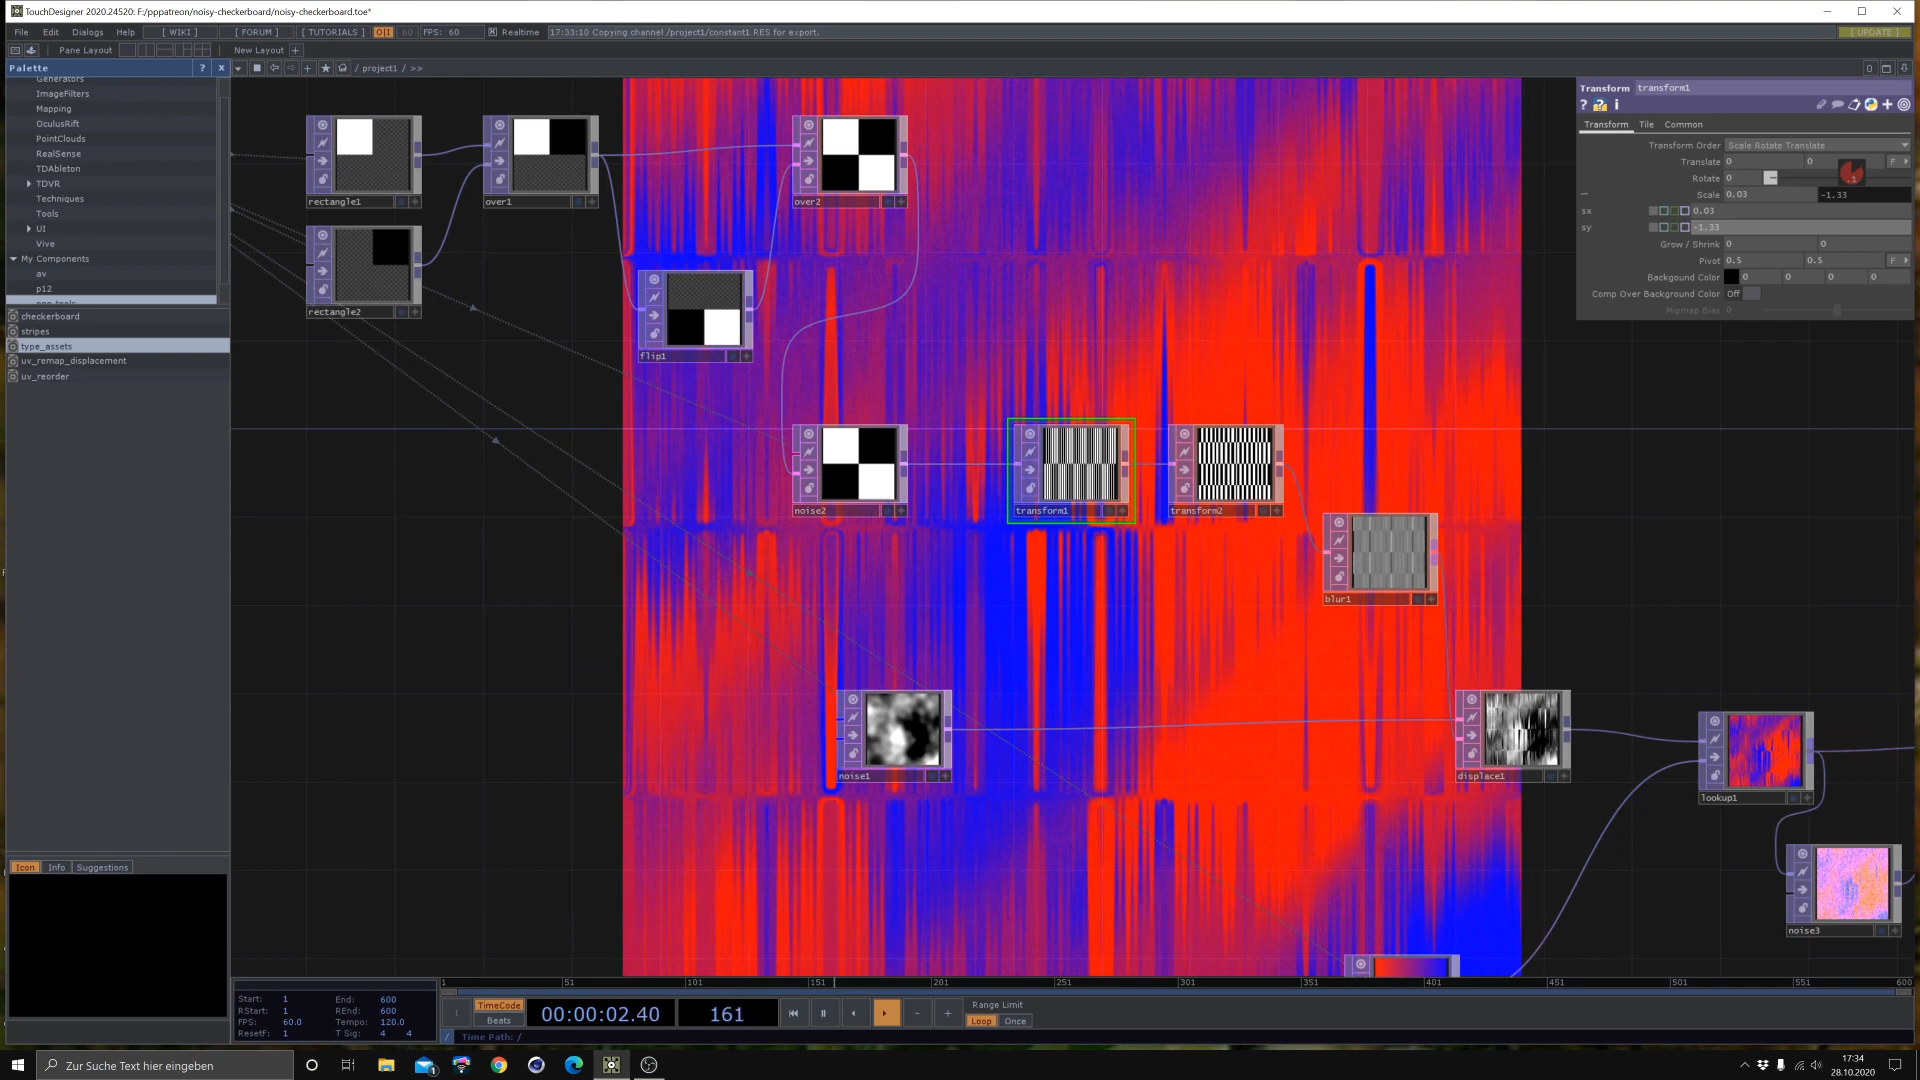 TouchDesigner 2020.24520: F:/pppatreon/noisy-checkerboard/noisy-checkerboard.toe*
File Edit Dialogs Help [ WIKI ] [ FORUM ] [ TUTORIALS ] O|I 60 FPS: 60 Realtime 17:33:10 Copying channel /project1/constant1 RES for export. [ UPDATE ]
Pane Layout New Layout +
Palette ? x / project1 / >> 0
Generators
ImageFilters
Mapping
OculusRift
PointClouds
RealSense
TDAbleton
TDVR
Techniques
Tools
UI
Vive
My Components
av
p12
checkerboard
stripes
type_assets
uv_remap_displacement
uv_reorder
Icon Info Suggestions
rectangle1
over1
over2
rectangle2
flip1
noise2
transform1
transform2
blur1
noise1
displace1
lookup1
noise3
Transform transform1
? i
Transform Tile Common
Transform Order Scale Rotate Translate
Translate 0 0 F
Rotate 0 .1
Scale 0.03 -1.33
sx 0.03
sy -1.33
Grow / Shrink 0 0
Pivot 0.5 0.5 F
Background Color 0 0 0 0
Comp Over Background Color Off
Mipmap Bias 0
1 51 101 151 201 251 301 351 401 451 501 551 600
Start: 1 End: 600
RStart: 1 REnd: 600
FPS: 60.0 Tempo: 120.0
ResetF: 1 T Sig: 4 4
TimeCode
Beats
00:00:02.40
161
Range Limit
Loop Once
/ Time Path: /
Zur Suche Text hier eingeben
1
17:34
28.10.2020